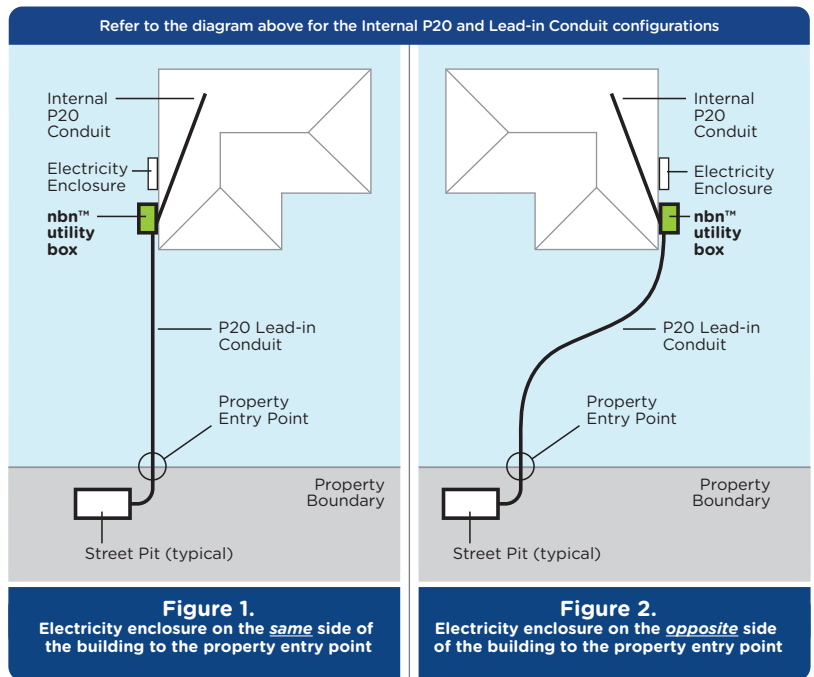 Refer to the diagram above for the Internal P20 and Lead-in Conduit configurations
Internal
P20
Conduit
Electricity
Enclosure
nbn™
utility
box
P20 Lead-in
Conduit
Property
Entry Point
Property
Boundary
Street Pit (typical)
Figure 1.
Electricity enclosure on the same side of
the building to the property entry point
Internal
P20
Conduit
Electricity
Enclosure
nbn™
utility
box
P20 Lead-in
Conduit
Property
Entry Point
Property
Boundary
Street Pit (typical)
Figure 2.
Electricity enclosure on the opposite side
of the building to the property entry point